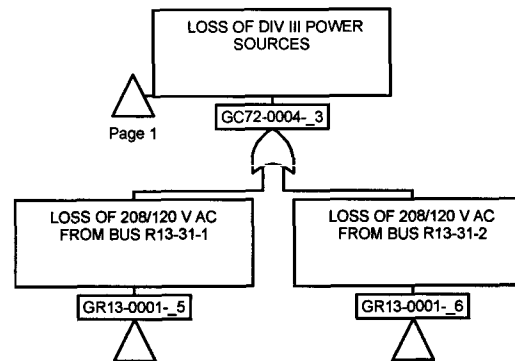 LOSS OF DIV III POWER
SOURCES
Page 1
GC72-0004-_3
LOSS OF 208/120 V AC
FROM BUS R13-31-1
LOSS OF 208/120 V AC
FROM BUS R13-31-2
GR13-0001-_5
GR13-0001-_6